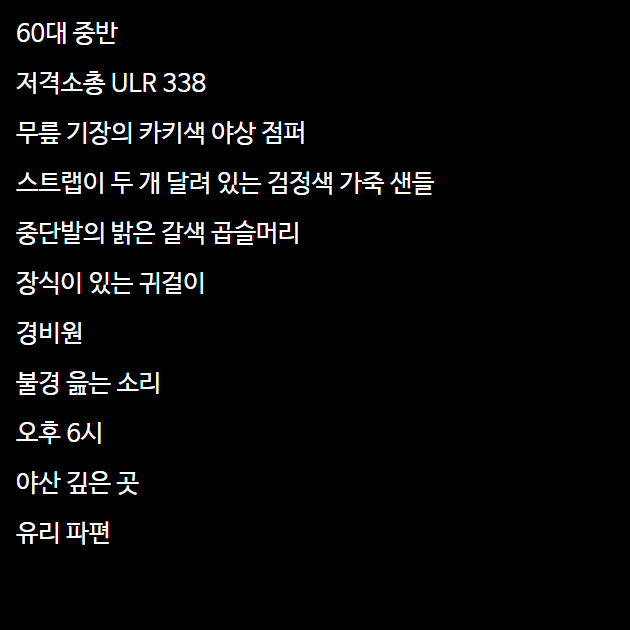 60대 중반
저격소총 ULR 338
무릎 기장의 카키색 야상 점퍼
스트랩이 두 개 달려 있는 검정색 가죽 샌들
중단발의 밝은 갈색 곱슬머리
장식이 있는 귀걸이
경비원
불경 읊는 소리
오후 6시
야산 깊은 곳
유리 파편